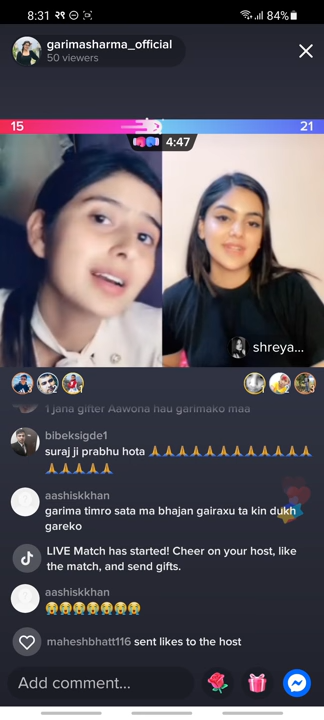 8:31 २९
84%
garimasharma_official
50 viewers
15
21
4:47
shreya...
1 jana gifter Aawona hau garimako maa
bibeksigde1
suraj ji prabhu hota 🙏🙏🙏🙏🙏🙏🙏🙏🙏🙏🙏🙏
🙏🙏🙏🙏🙏
aashiskkhan
garima timro sata ma bhajan gairaxu ta kin dukh
gareko
LIVE Match has started! Cheer on your host, like
the match, and send gifts.
aashiskkhan
😭😭😭😭😭😭😭
maheshbhatt116 sent likes to the host
Add comment...